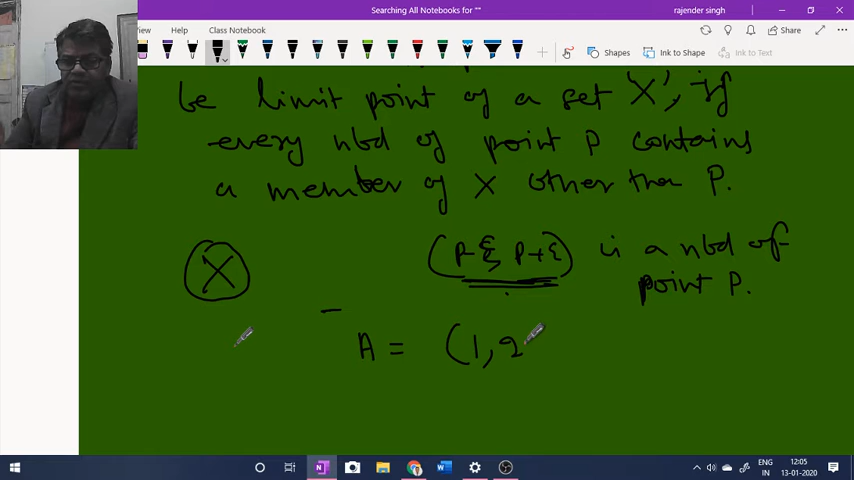 Searching All Notebooks for ""
rajender singh
View Help Class Notebook
Share
Shapes Ink to Shape Ink to Text
be limit point of a set 'X', if
every nbd of point P contains
a member of X other than P.
X (P-ε, P+ε) is a nbd of
point P.
A = (1, 2
ENG 12:05
IN 13-01-2020